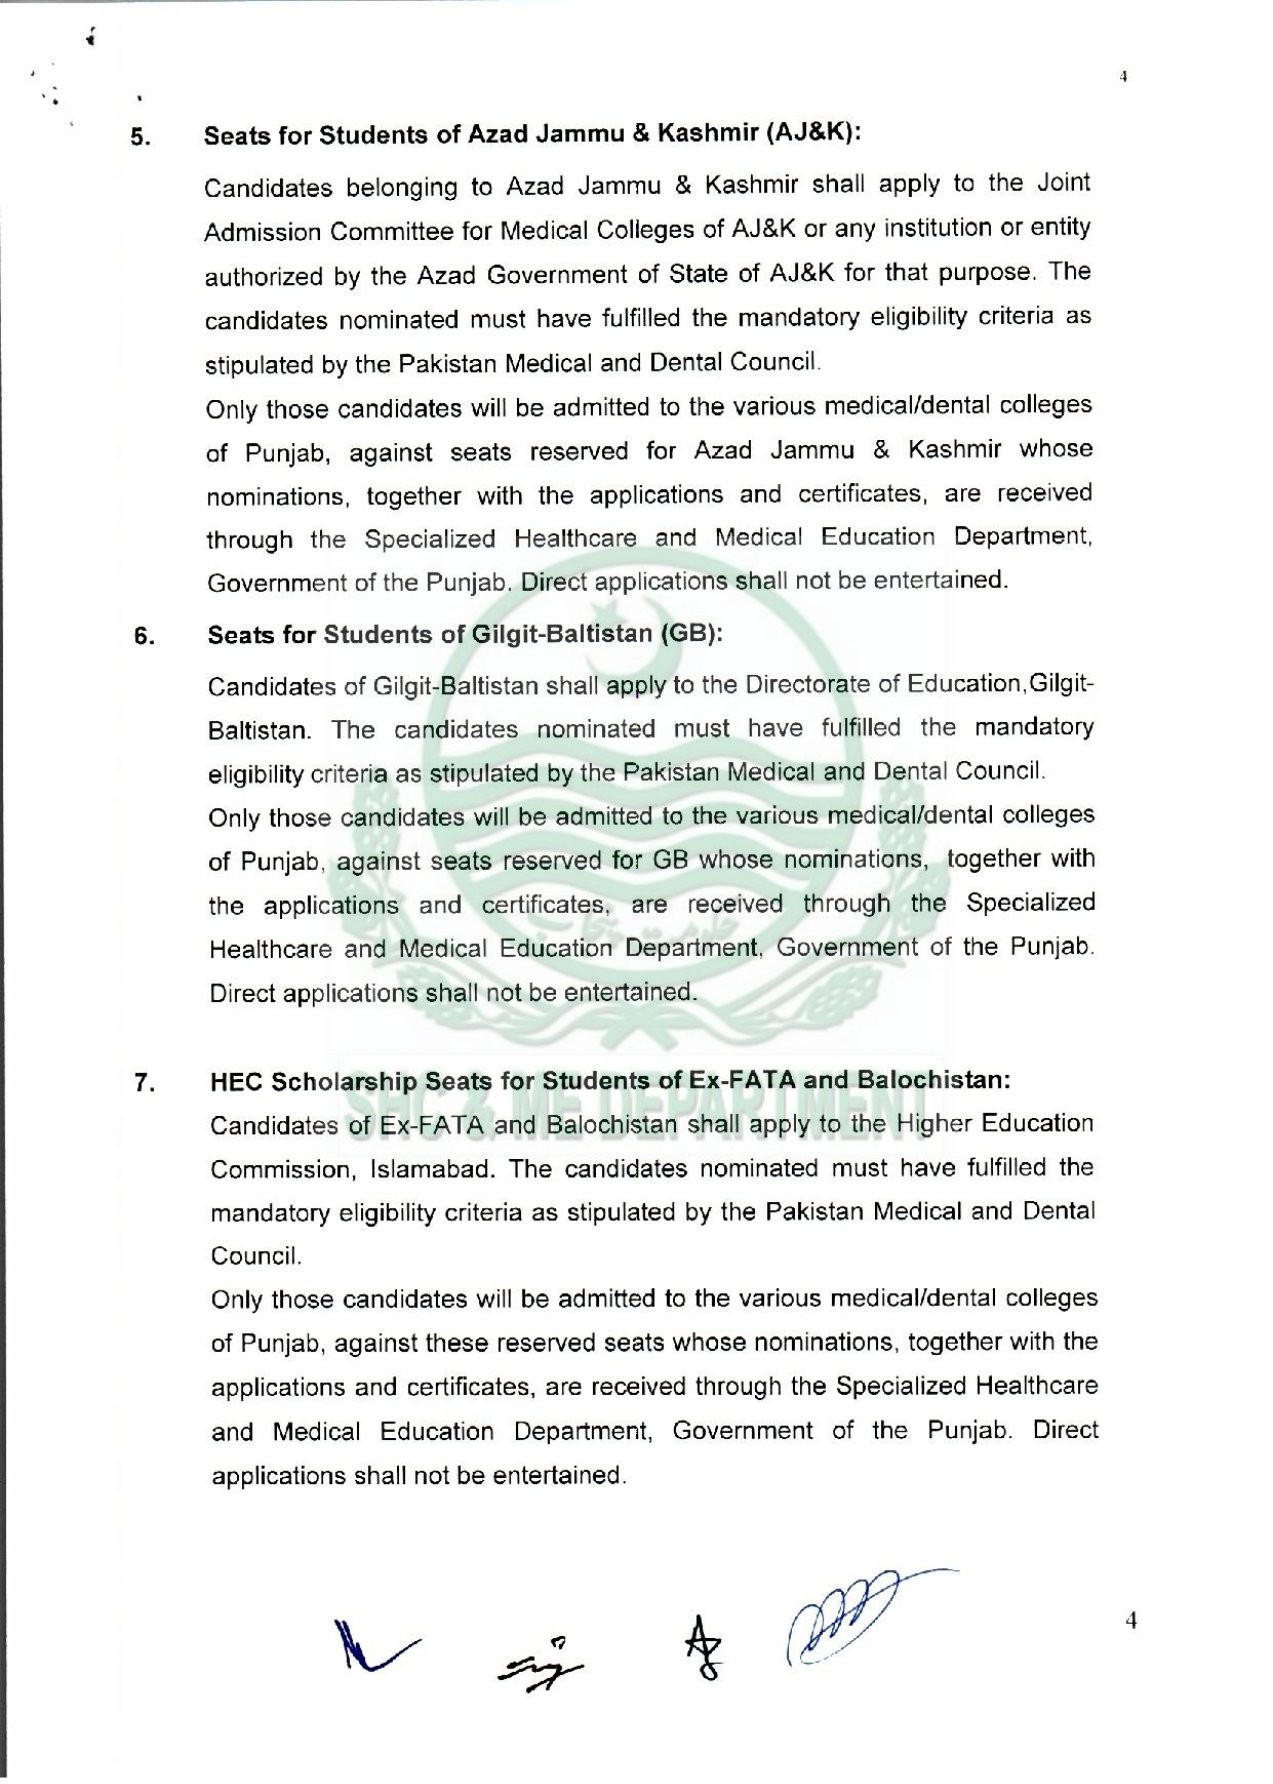 4
5. Seats for Students of Azad Jammu & Kashmir (AJ&K):
Candidates belonging to Azad Jammu & Kashmir shall apply to the Joint
Admission Committee for Medical Colleges of AJ&K or any institution or entity
authorized by the Azad Government of State of AJ&K for that purpose. The
candidates nominated must have fulfilled the mandatory eligibility criteria as
stipulated by the Pakistan Medical and Dental Council.
Only those candidates will be admitted to the various medical/dental colleges
of Punjab, against seats reserved for Azad Jammu & Kashmir whose
nominations, together with the applications and certificates, are received
through the Specialized Healthcare and Medical Education Department,
Government of the Punjab. Direct applications shall not be entertained.
6. Seats for Students of Gilgit-Baltistan (GB):
Candidates of Gilgit-Baltistan shall apply to the Directorate of Education,Gilgit-
Baltistan. The candidates nominated must have fulfilled the mandatory
eligibility criteria as stipulated by the Pakistan Medical and Dental Council.
Only those candidates will be admitted to the various medical/dental colleges
of Punjab, against seats reserved for GB whose nominations, together with
the applications and certificates, are received through the Specialized
Healthcare and Medical Education Department, Government of the Punjab.
Direct applications shall not be entertained.
7. HEC Scholarship Seats for Students of Ex-FATA and Balochistan:
SHC & ME DEPARTMENT
Candidates of Ex-FATA and Balochistan shall apply to the Higher Education
Commission, Islamabad. The candidates nominated must have fulfilled the
mandatory eligibility criteria as stipulated by the Pakistan Medical and Dental
Council.
Only those candidates will be admitted to the various medical/dental colleges
of Punjab, against these reserved seats whose nominations, together with the
applications and certificates, are received through the Specialized Healthcare
and Medical Education Department, Government of the Punjab. Direct
applications shall not be entertained.
4